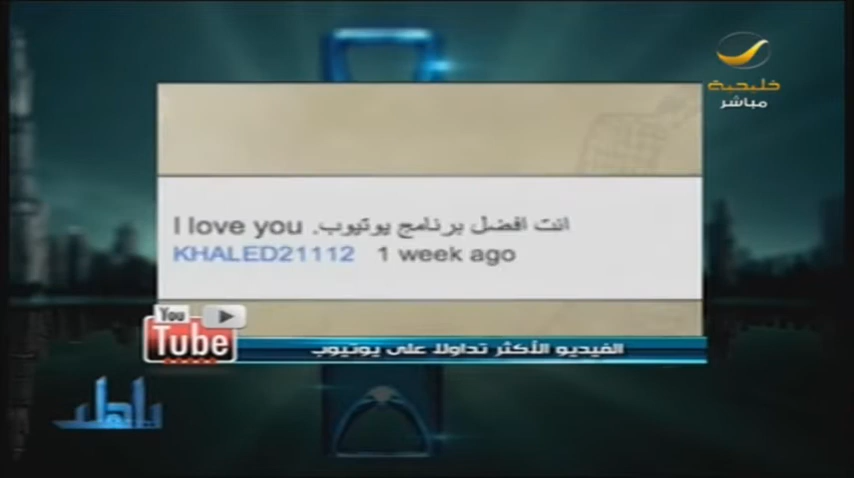 خليجية
مباشر
I love you .انت افضل برنامج يوتيوب
KHALED21112 1 week ago
You
Tube
الفيديو الأكثر تداولا على يوتيوب
ياهلا